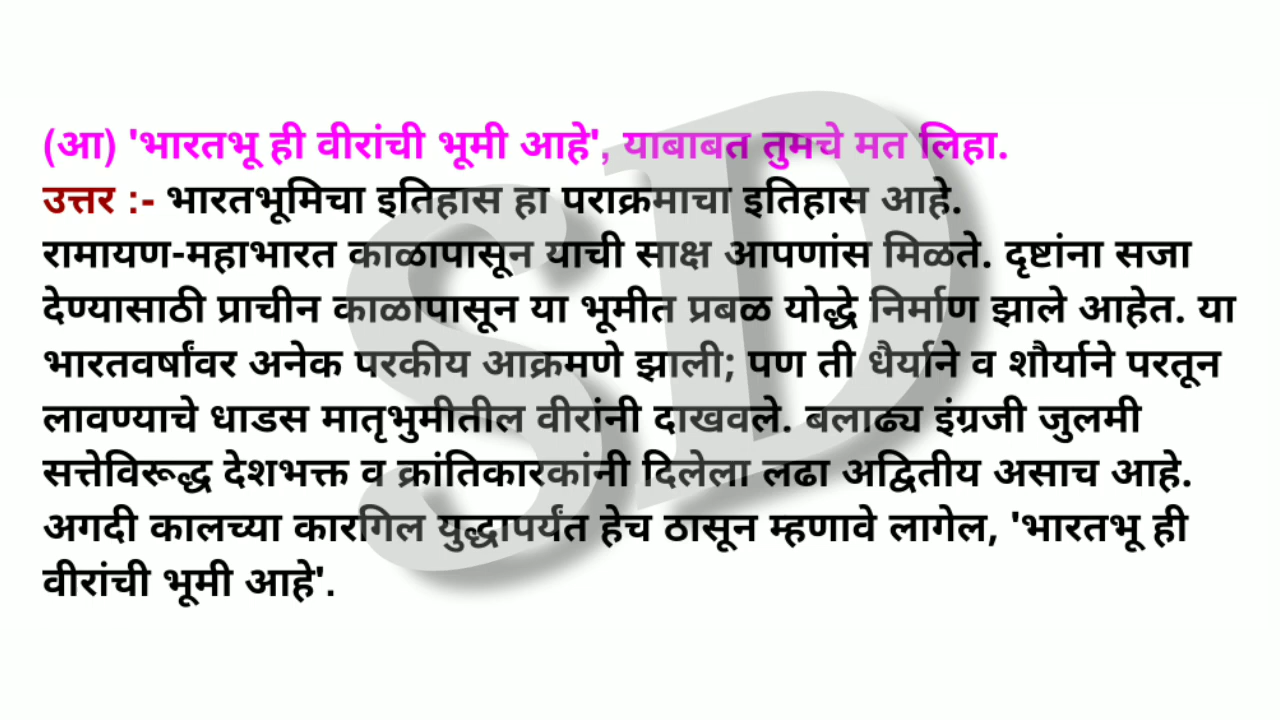 (आ) 'भारतभू ही वीरांची भूमी आहे', याबाबत तुमचे मत लिहा.
उत्तर :- भारतभूमिचा इतिहास हा पराक्रमाचा इतिहास आहे.
रामायण-महाभारत काळापासून याची साक्ष आपणांस मिळते. दृष्टांना सजा
देण्यासाठी प्राचीन काळापासून या भूमीत प्रबळ योद्धे निर्माण झाले आहेत. या
भारतवर्षांवर अनेक परकीय आक्रमणे झाली; पण ती धैर्याने व शौर्याने परतून
लावण्याचे धाडस मातृभुमीतील वीरांनी दाखवले. बलाढ्य इंग्रजी जुलमी
सत्तेविरूद्ध देशभक्त व क्रांतिकारकांनी दिलेला लढा अद्वितीय असाच आहे.
अगदी कालच्या कारगिल युद्धापर्यंत हेच ठासून म्हणावे लागेल, 'भारतभू ही
वीरांची भूमी आहे'.
SD